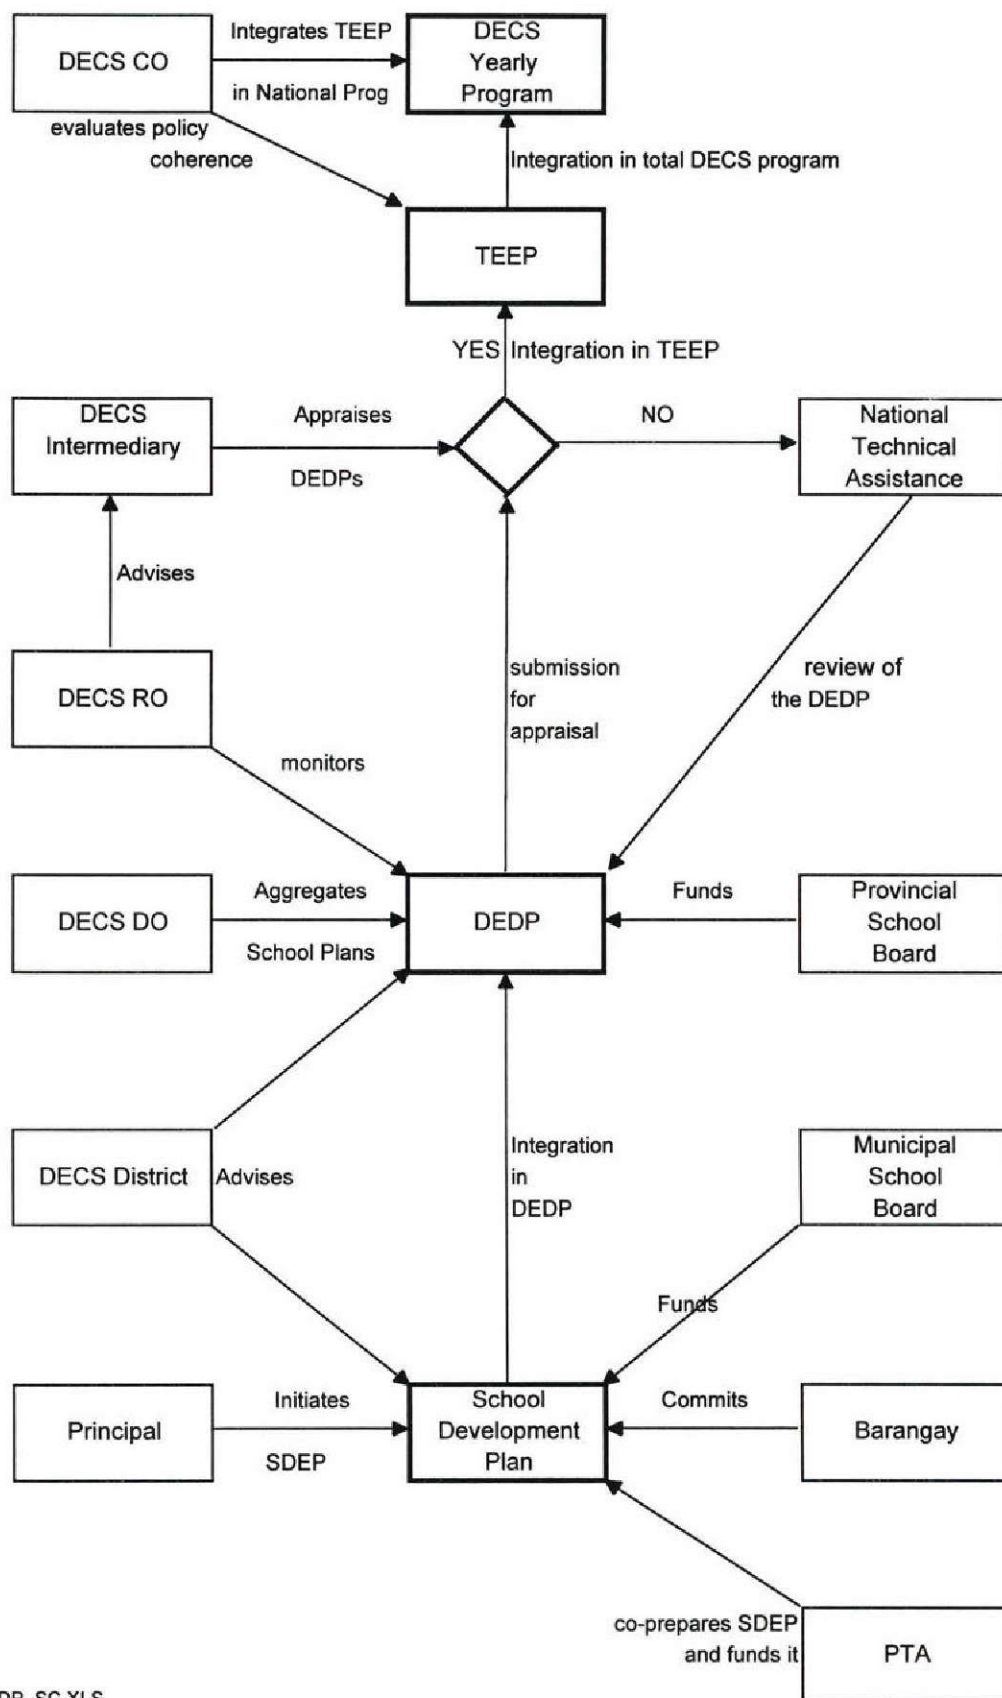 DECS CO
Integrates TEEP
in National Prog
DECS
Yearly
Program
evaluates policy
coherence
Integration in total DECS program
TEEP
YES
Integration in TEEP
DECS
Intermediary
Appraises
DEDPs
NO
National
Technical
Assistance
Advises
DECS RO
submission
for
appraisal
review of
the DEDP
monitors
DECS DO
Aggregates
School Plans
DEDP
Funds
Provincial
School
Board
DECS District
Advises
Integration
in
DEDP
Municipal
School
Board
Funds
Principal
Initiates
SDEP
School
Development
Plan
Commits
Barangay
co-prepares SDEP
and funds it
PTA